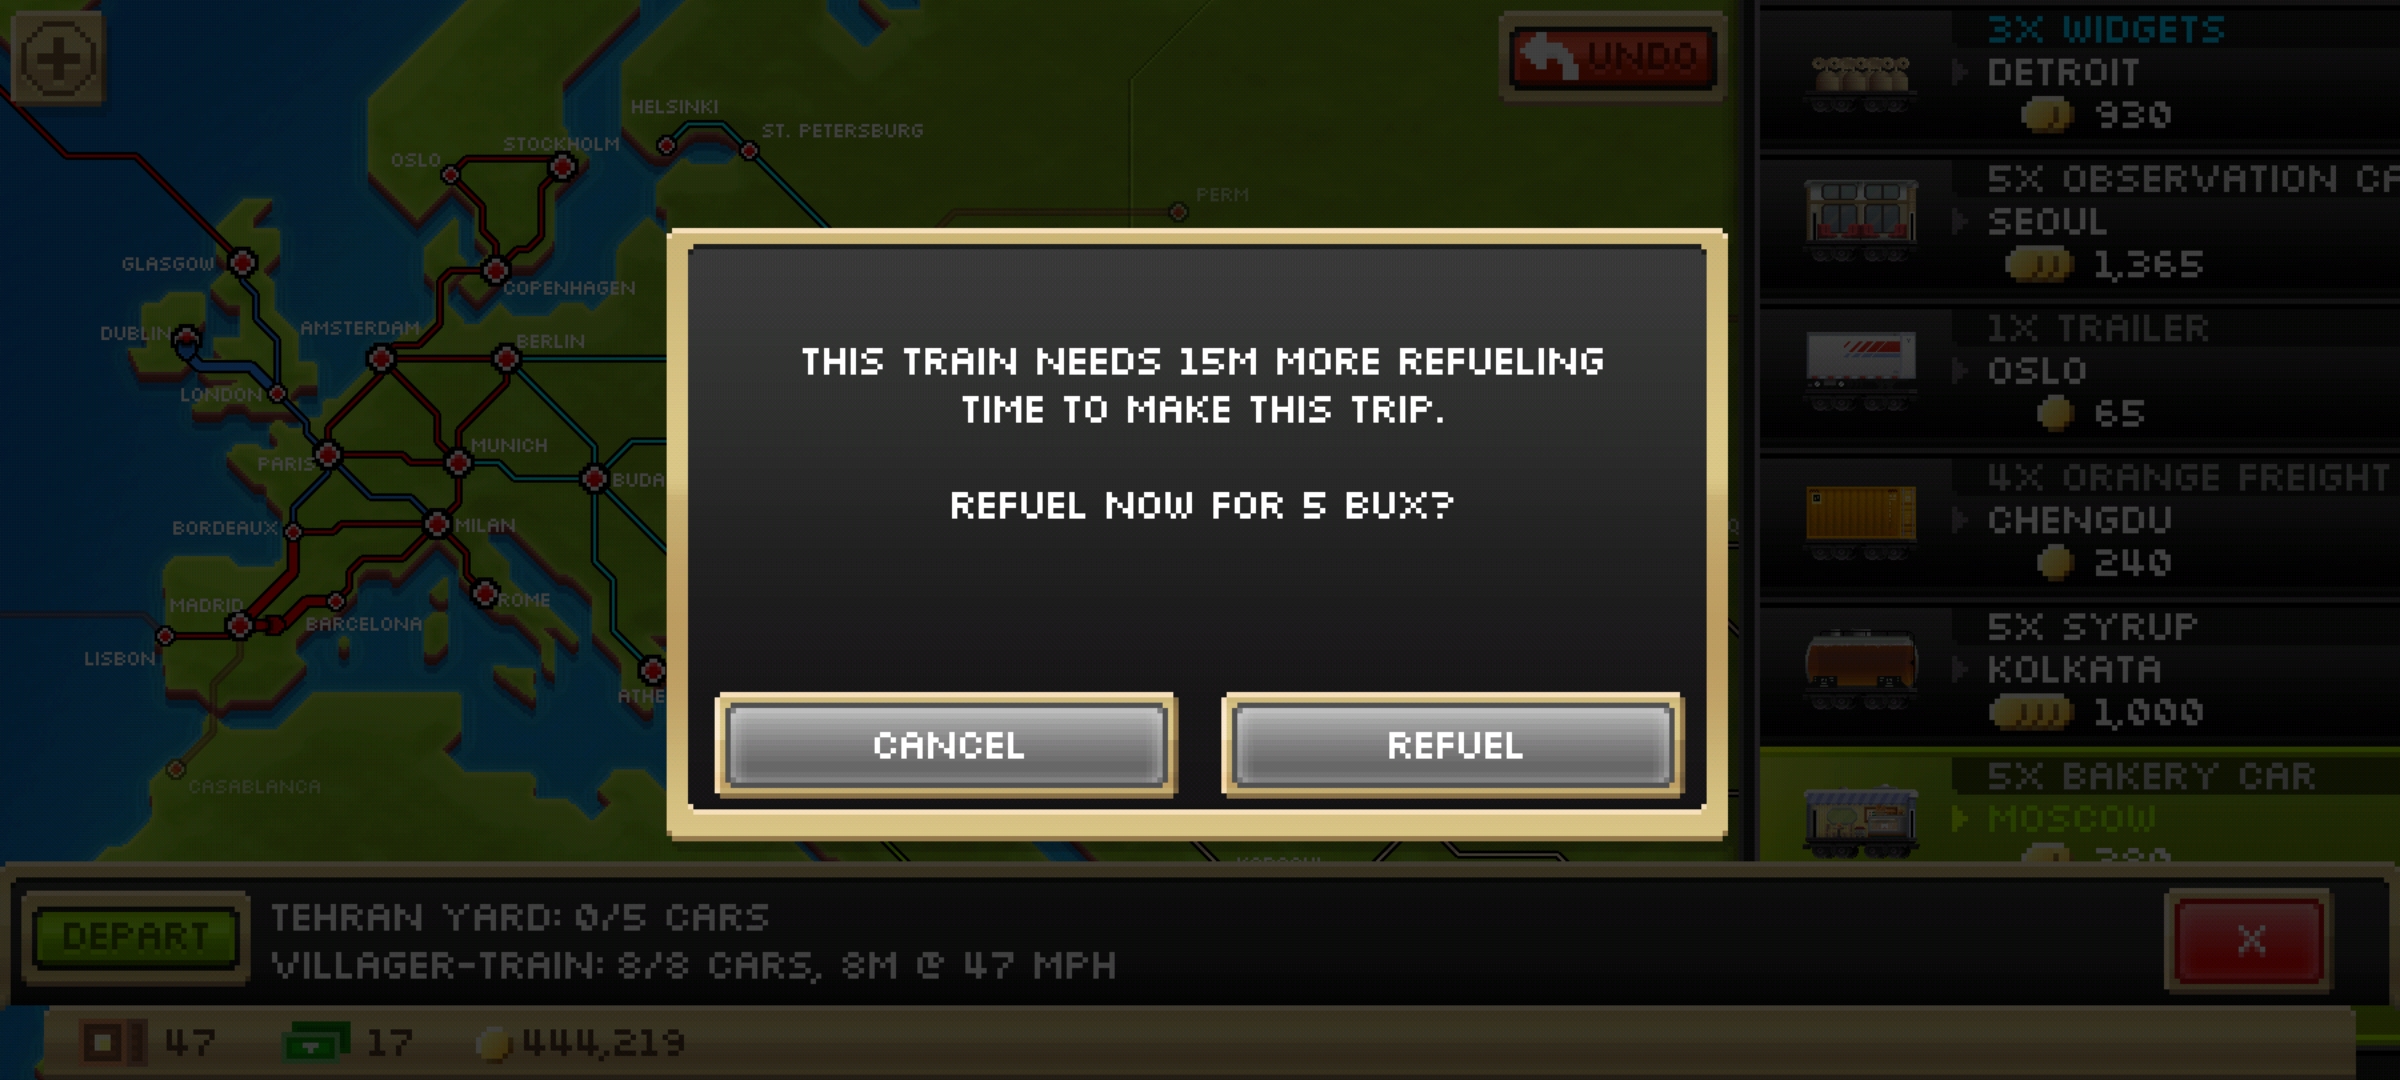 UNDO
HELSINKI
ST. PETERSBURG
STOCKHOLM
OSLO
PERM
GLASGOW
COPENHAGEN
DUBLIN
AMSTERDAM
BERLIN
LONDON
MUNICH
PARIS
BUDA
BORDEAUX
MILAN
MADRID
ROME
BARCELONA
LISBON
ATHE
CASABLANCA
THIS TRAIN NEEDS 15M MORE REFUELING
TIME TO MAKE THIS TRIP.
REFUEL NOW FOR 5 BUX?
CANCEL
REFUEL
3X WIDGETS
DETROIT
930
5X OBSERVATION CA
SEOUL
1,365
1X TRAILER
OSLO
65
4X ORANGE FREIGHT
CHENGDU
240
5X SYRUP
KOLKATA
1,000
5X BAKERY CAR
MOSCOW
DEPART
TEHRAN YARD: 0/5 CARS
VILLAGER-TRAIN: 8/8 CARS, 8M @ 47 MPH
X
47
17
444,219